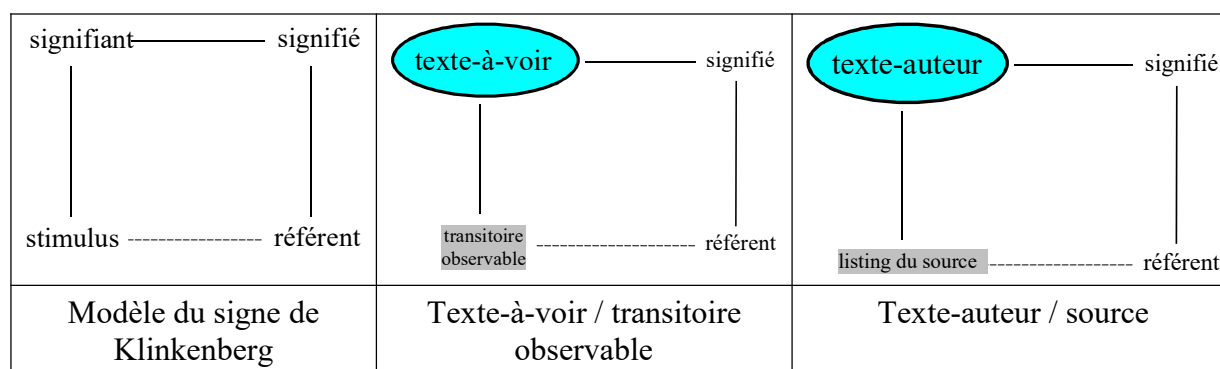 signifiant signifié
stimulus référent
Modèle du signe de
Klinkenberg
texte-à-voir signifié
transitoire
observable
référent
Texte-à-voir / transitoire
observable
texte-auteur signifié
listing du source référent
Texte-auteur / source